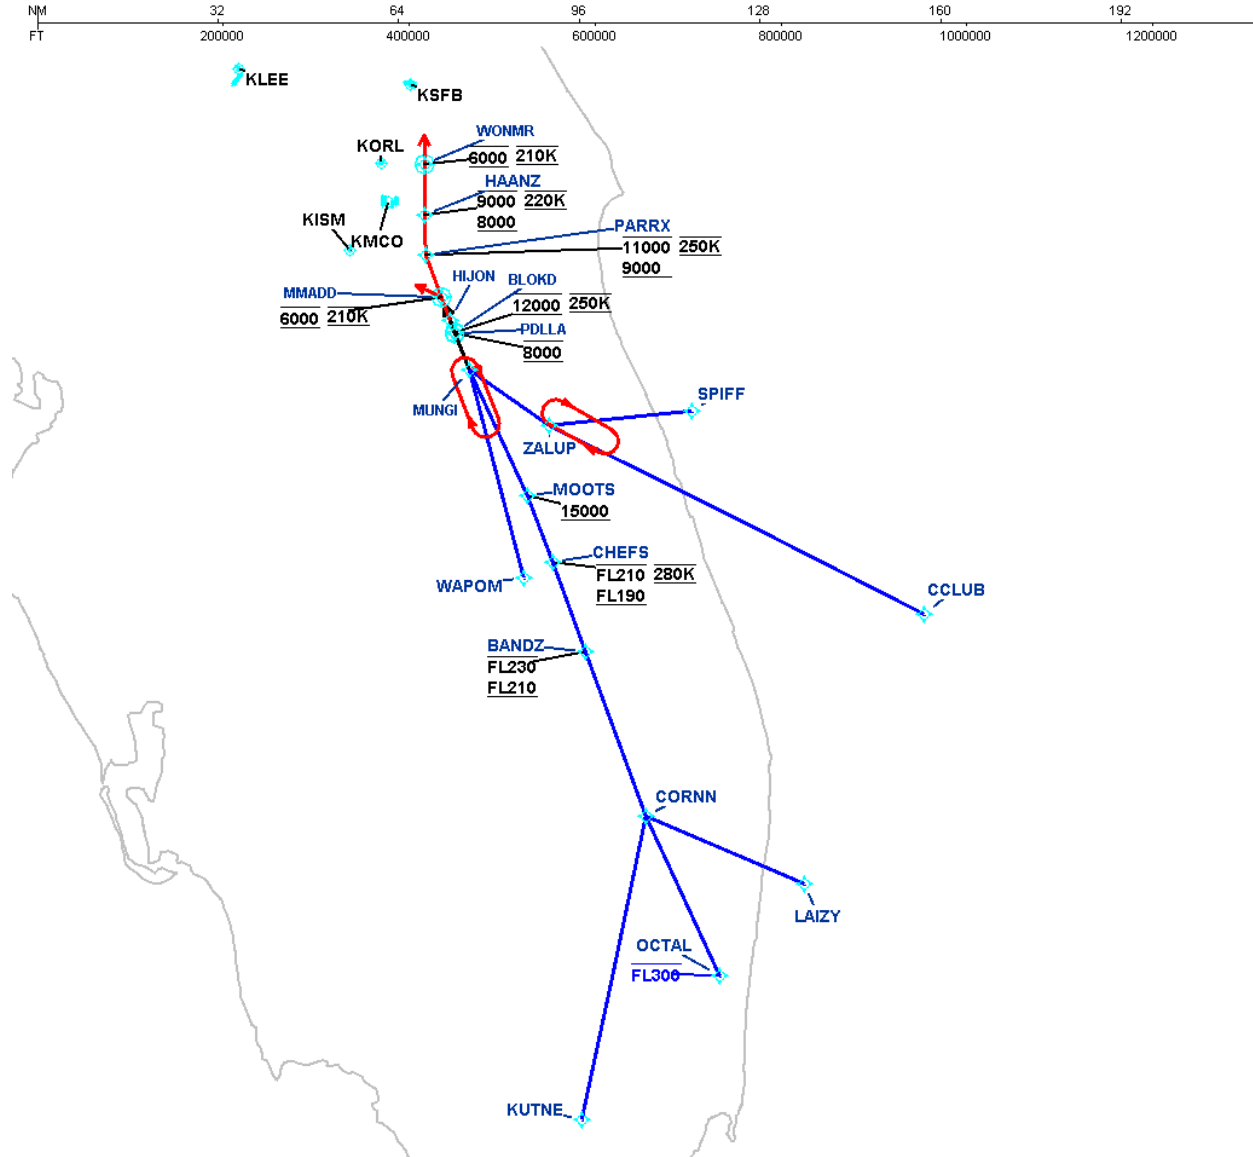 NM 32 64 96 128 160 192
FT 200000 400000 600000 800000 1000000 1200000
KLEE
KSFB
WONMR
6000 210K
KORL
HAANZ
9000 220K
8000
KISM
KMCO
PARRX
11000 250K
9000
HIJON
BLOKD
12000 250K
MMADD
6000 210K
PDLLA
8000
MUNGI
SPIFF
ZALUP
MOOTS
15000
CHEFS
FL210 280K
FL190
WAPOM
CCLUB
BANDZ
FL230
FL210
CORNN
LAIZY
OCTAL
FL300
KUTNE